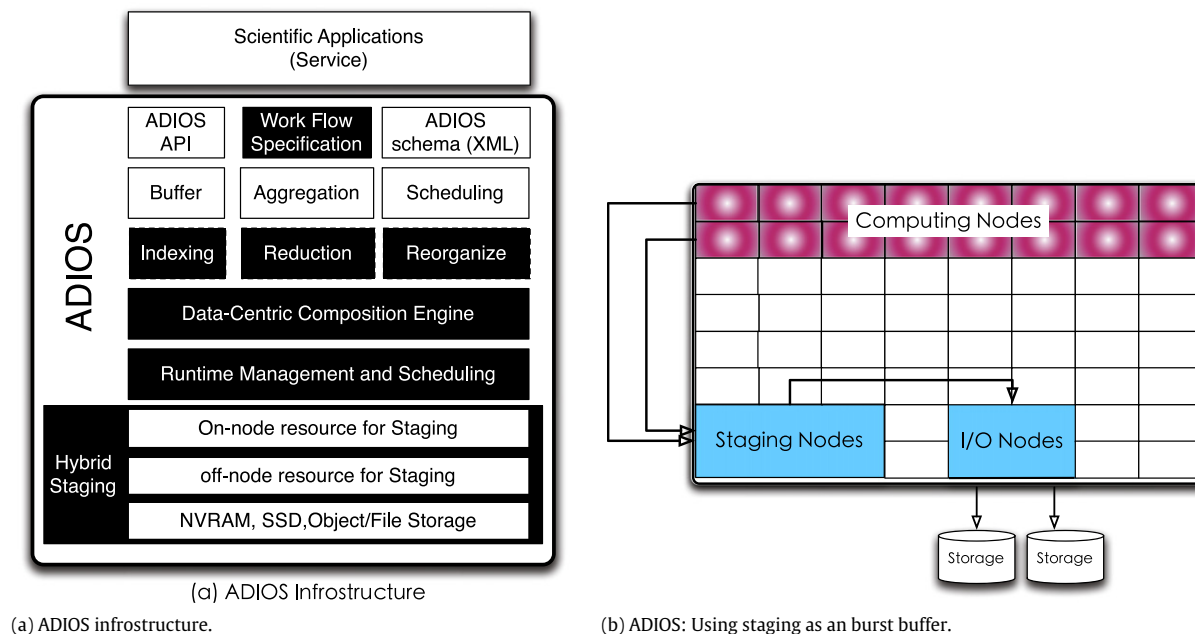 Scientific Applications
(Service)
ADIOS
ADIOS
API
Work Flow
Specification
ADIOS
schema (XML)
Buffer
Aggregation
Scheduling
Indexing
Reduction
Reorganize
Data-Centric Composition Engine
Runtime Management and Scheduling
Hybrid
Staging
On-node resource for Staging
off-node resource for Staging
NVRAM, SSD,Object/File Storage
(a) ADIOS Infrostructure
(a) ADIOS infrostructure.
Computing Nodes
Staging Nodes
I/O Nodes
Storage
Storage
(b) ADIOS: Using staging as an burst buffer.